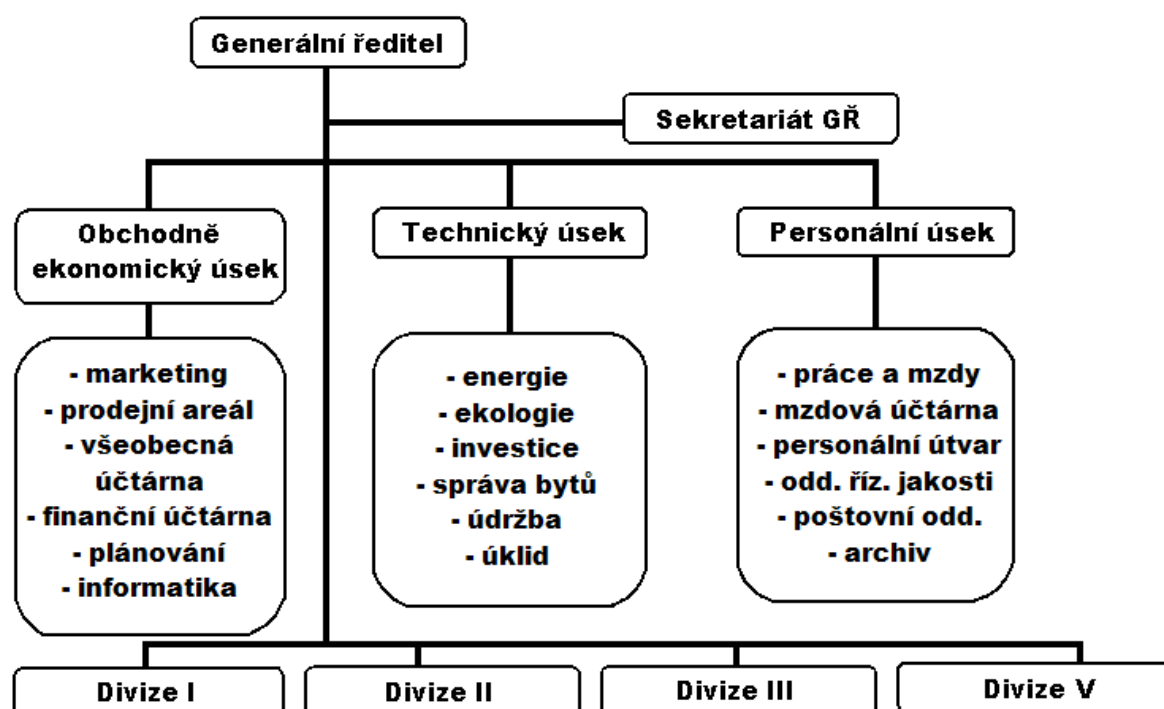 Generální ředitel
Sekretariát GŘ
Obchodně
ekonomický úsek
Technický úsek
Personální úsek
- marketing
- prodejní areál
- všeobecná
účtárna
- finanční účtárna
- plánování
- informatika
- energie
- ekologie
- investice
- správa bytů
- údržba
- úklid
- práce a mzdy
- mzdová účtárna
- personální útvar
- odd. říz. jakosti
- poštovní odd.
- archiv
Divize I
Divize II
Divize III
Divize V